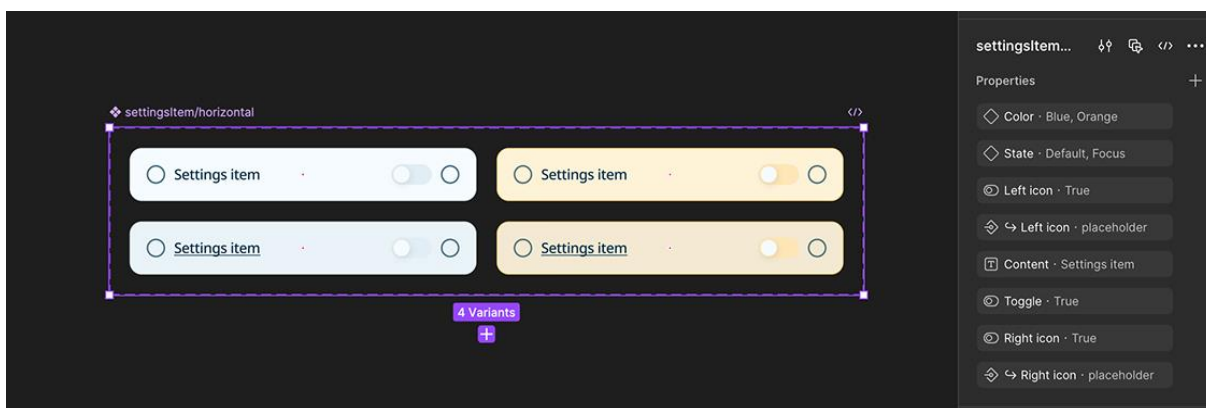 settingsItem/horizontal
Settings item
Settings item
Settings item
Settings item
4 Variants
settingsItem...
Properties
Color · Blue, Orange
State · Default, Focus
Left icon · True
Left icon · placeholder
Content · Settings item
Toggle · True
Right icon · True
Right icon · placeholder